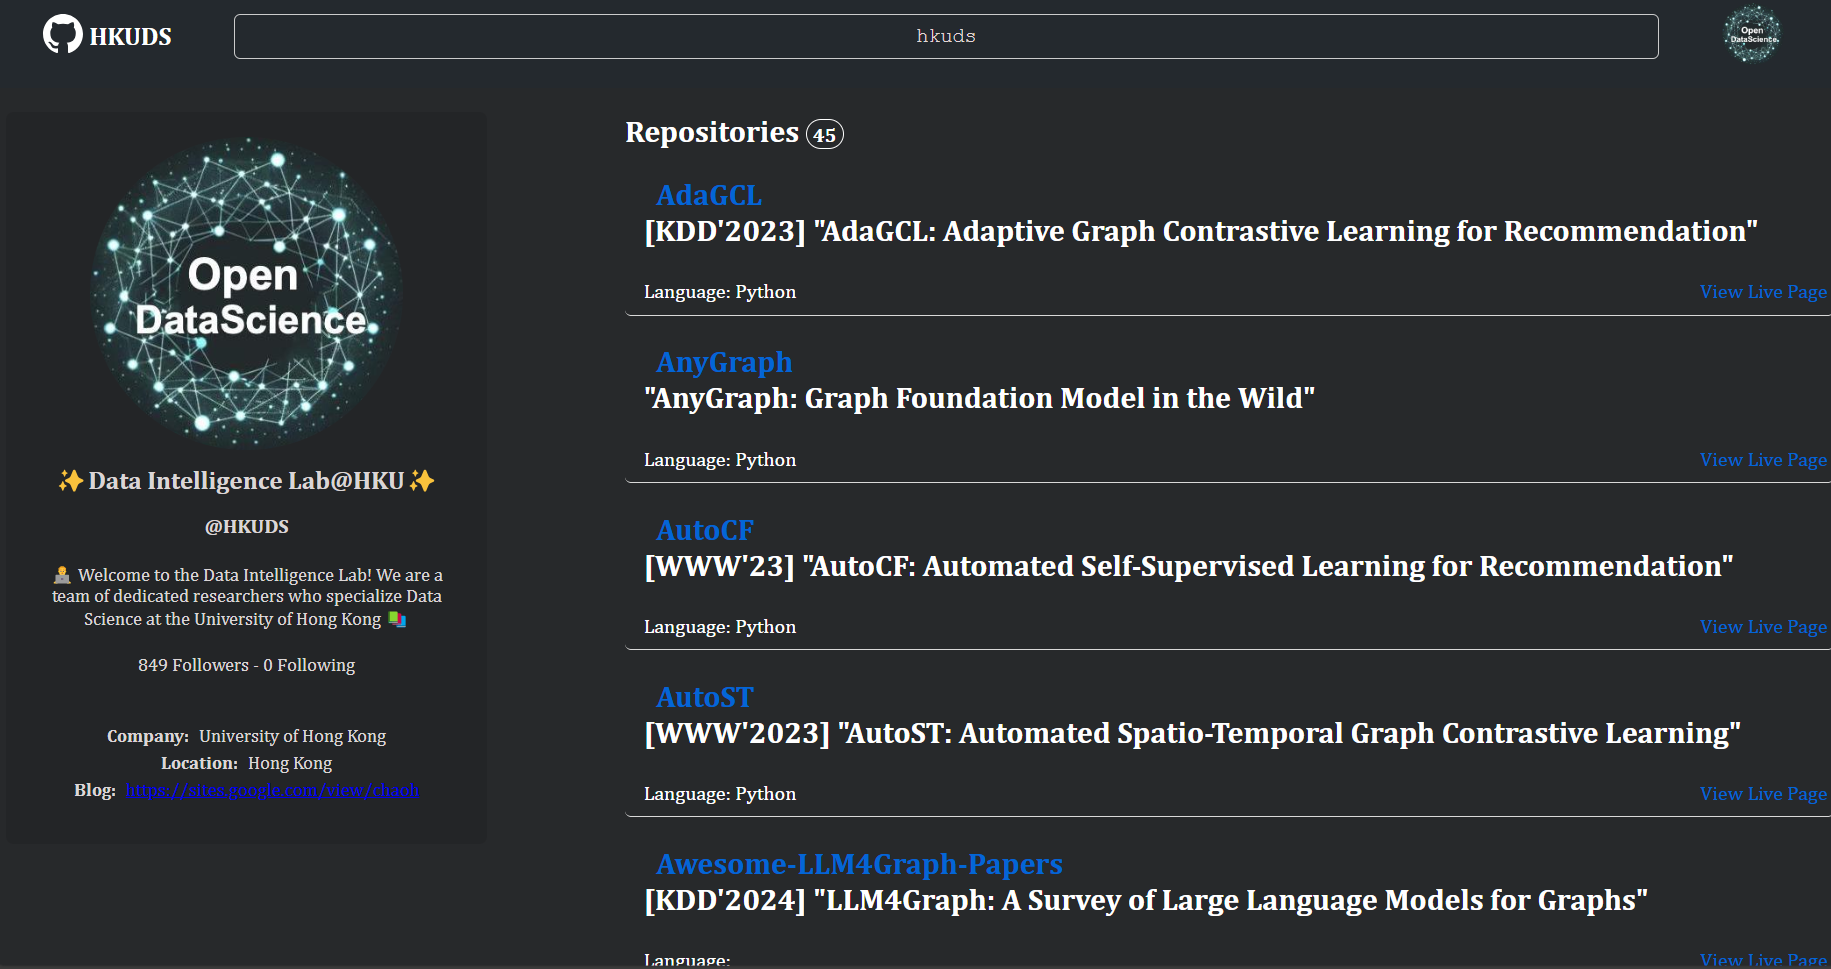 HKUDS
hkuds
Open
DataScience
Open
DataScience
✨ Data Intelligence Lab@HKU ✨
@HKUDS
👨‍💻 Welcome to the Data Intelligence Lab! We are a
team of dedicated researchers who specialize Data
Science at the University of Hong Kong 📚
849 Followers - 0 Following
Company: University of Hong Kong
Location: Hong Kong
Blog: https://sites.google.com/view/chaoh
Repositories 45
AdaGCL
[KDD'2023] "AdaGCL: Adaptive Graph Contrastive Learning for Recommendation"
Language: Python
View Live Page
AnyGraph
"AnyGraph: Graph Foundation Model in the Wild"
Language: Python
View Live Page
AutoCF
[WWW'23] "AutoCF: Automated Self-Supervised Learning for Recommendation"
Language: Python
View Live Page
AutoST
[WWW'2023] "AutoST: Automated Spatio-Temporal Graph Contrastive Learning"
Language: Python
View Live Page
Awesome-LLM4Graph-Papers
[KDD'2024] "LLM4Graph: A Survey of Large Language Models for Graphs"
Language:
View Live Page